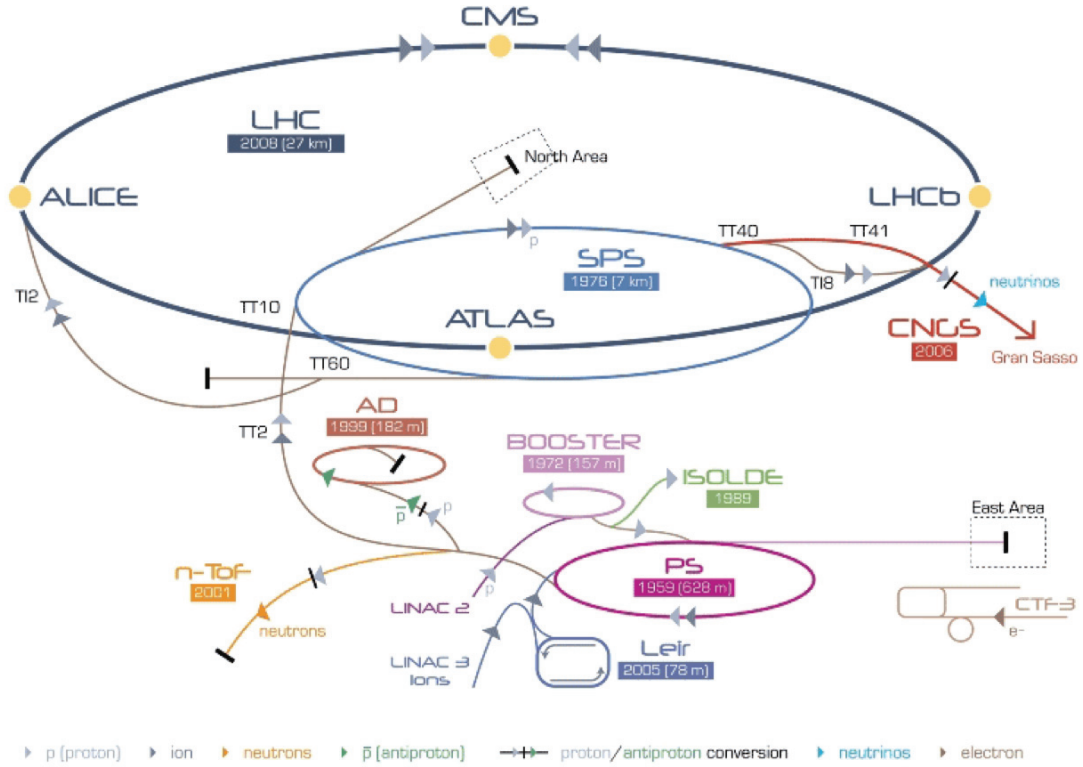 CMS
LHC
2008 (27 km)
North Area
ALICE
LHCb
p
TT40
TT41
SPS
1976 (7 km)
TI8
TI2
TT10
neutrinos
ATLAS
CNGS
2006
Gran Sasso
TT60
AD
1999 (182 m)
TT2
BOOSTER
1972 (157 m)
ISOLDE
1989
p̅
p
East Area
n-ToF
2001
PS
1959 (628 m)
LINAC 2
p
CTF-3
e-
neutrons
LINAC 3
Ions
Leir
2005 (78 m)
p (proton)
ion
neutrons
p̅ (antiproton)
proton/antiproton conversion
neutrinos
electron